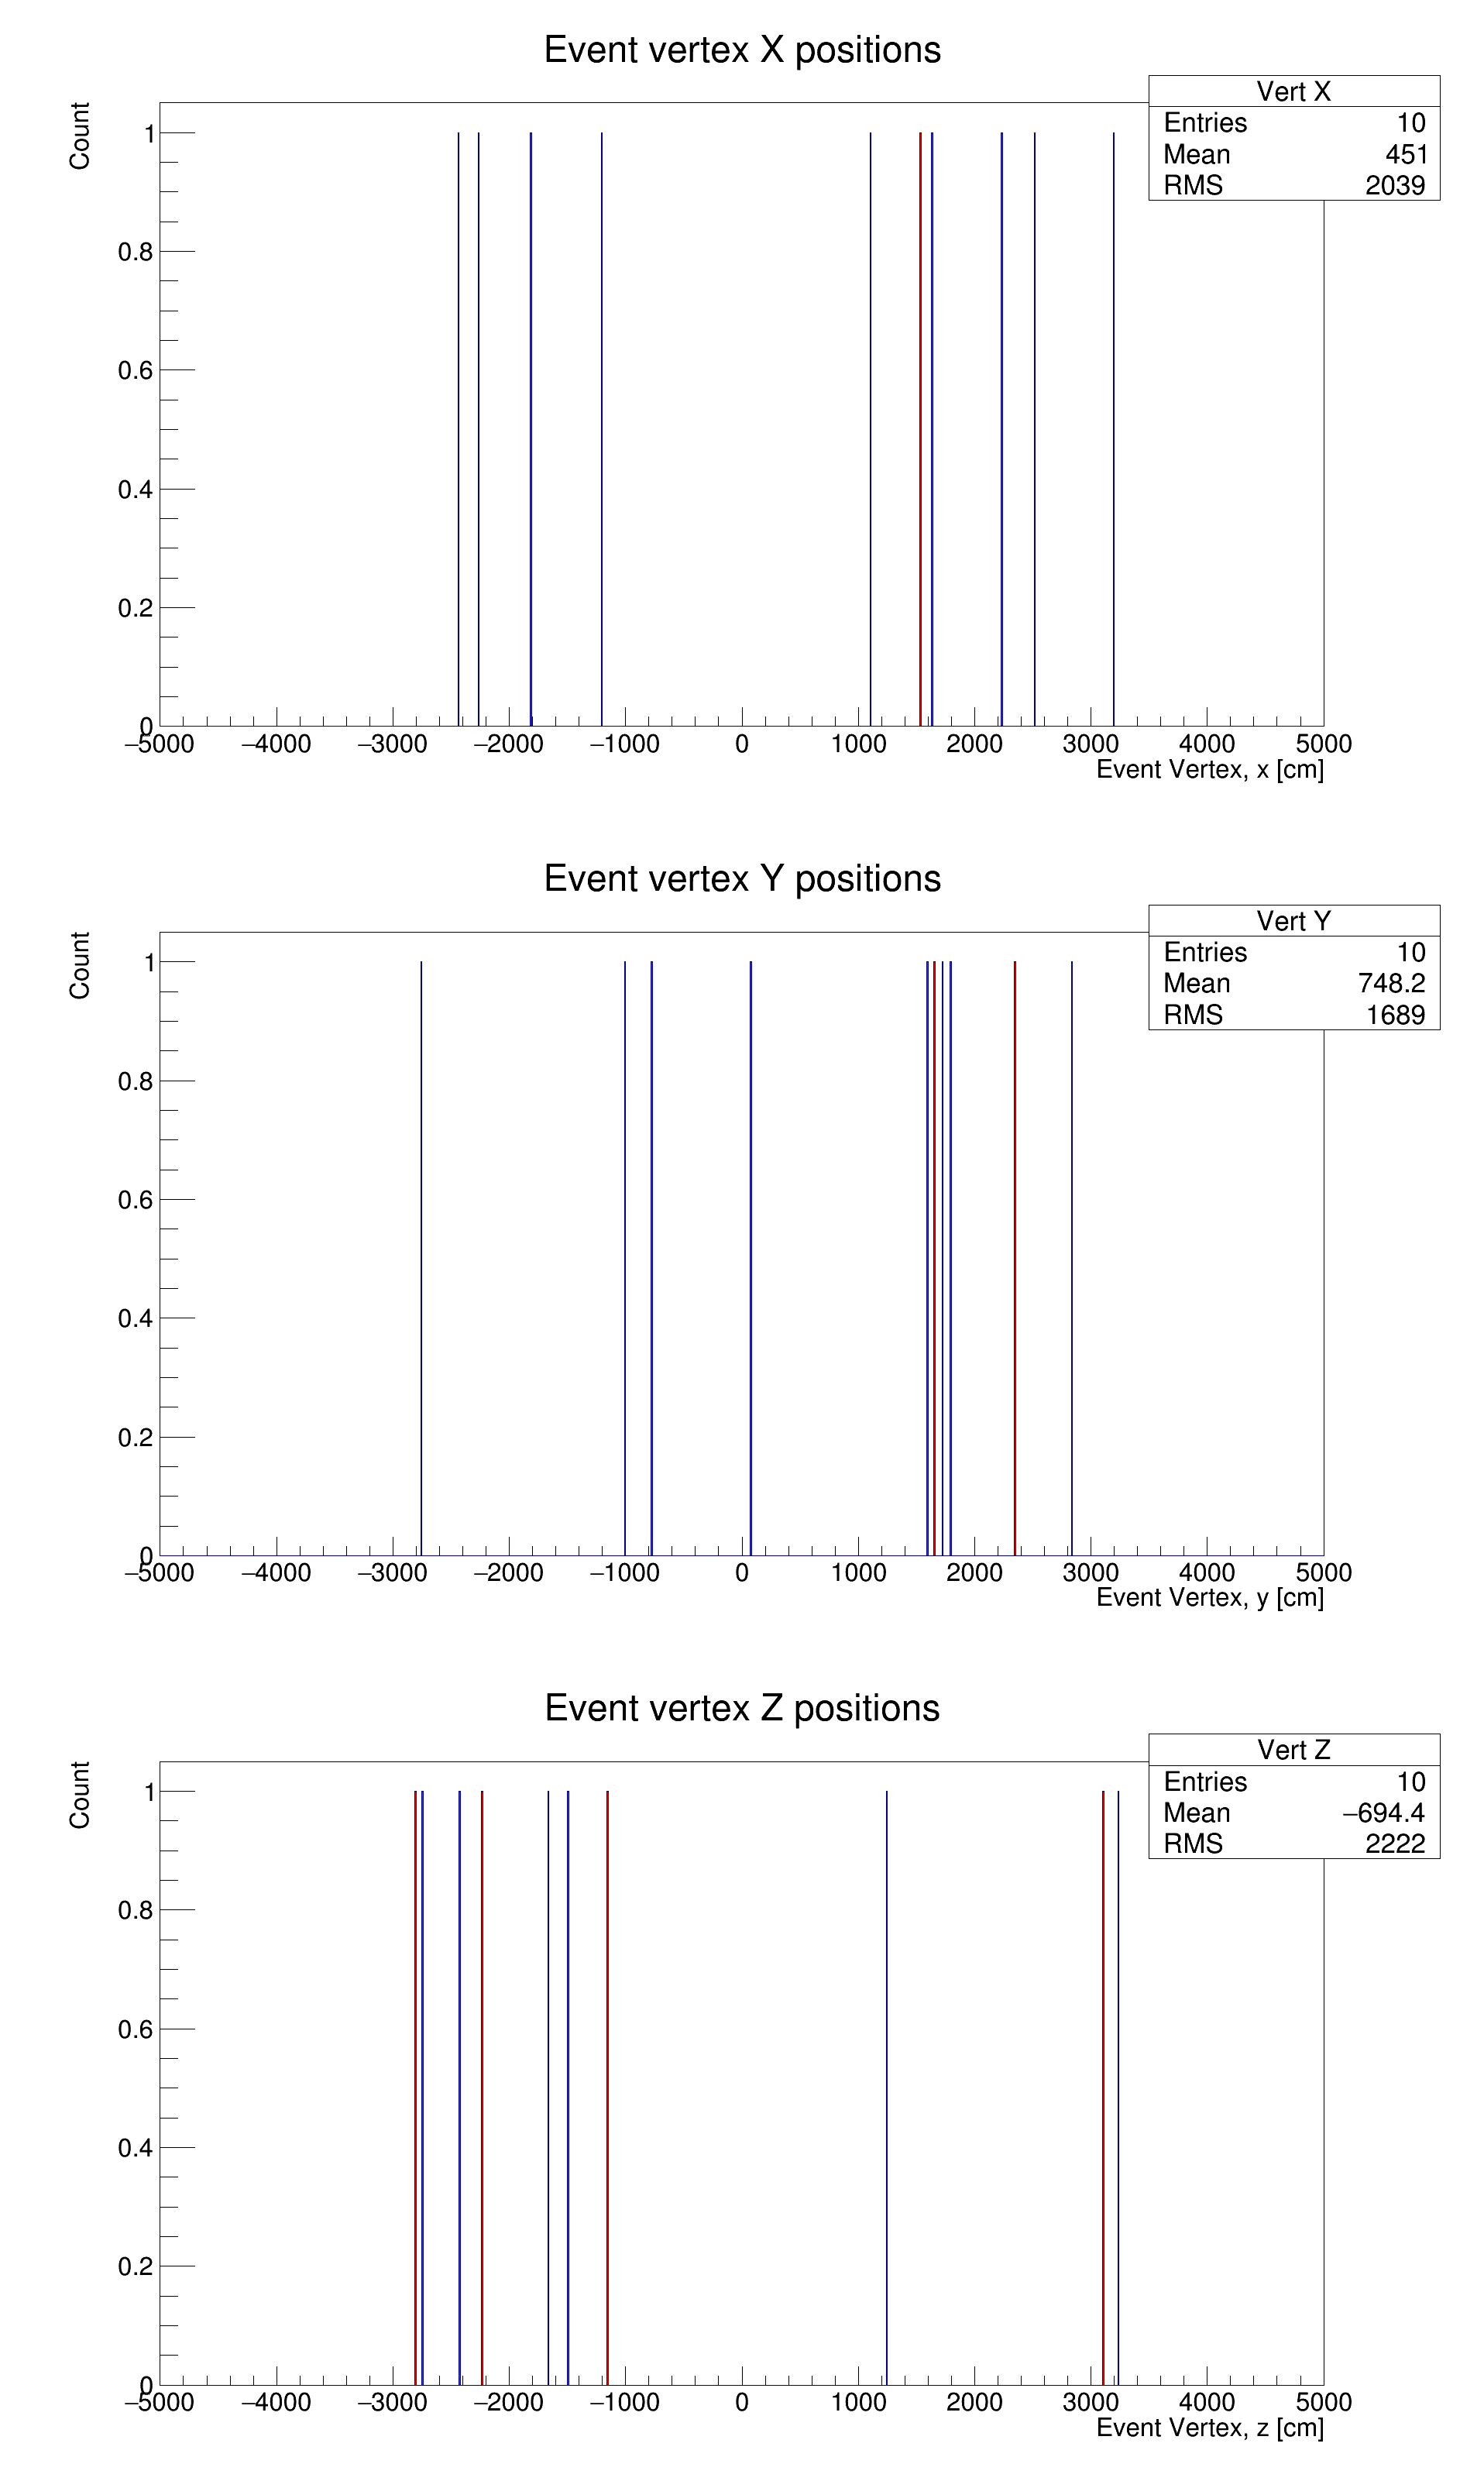 Event vertex X positions
Count
Vert X
Entries 10
Mean 451
RMS 2039
1
0.8
0.6
0.4
0.2
0
−5000 −4000 −3000 −2000 −1000 0 1000 2000 3000 4000 5000
Event Vertex, x [cm]
Event vertex Y positions
Count
Vert Y
Entries 10
Mean 748.2
RMS 1689
1
0.8
0.6
0.4
0.2
0
−5000 −4000 −3000 −2000 −1000 0 1000 2000 3000 4000 5000
Event Vertex, y [cm]
Event vertex Z positions
Count
Vert Z
Entries 10
Mean −694.4
RMS 2222
1
0.8
0.6
0.4
0.2
0
−5000 −4000 −3000 −2000 −1000 0 1000 2000 3000 4000 5000
Event Vertex, z [cm]